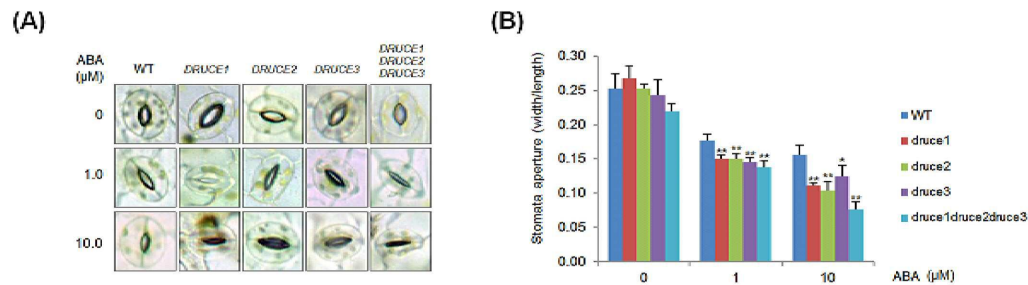 (A)
ABA
(μM)
WT
DRUCE1
DRUCE2
DRUCE3
DRUCE1
DRUCE2
DRUCE3
0
1.0
10.0
(B)
Stomata aperture (width/length)
0.30
0.25
0.20
0.15
0.10
0.05
0.00
** ** ** **
** ** * **
0 1 10 ABA (μM)
WT
druce1
druce2
druce3
druce1druce2druce3